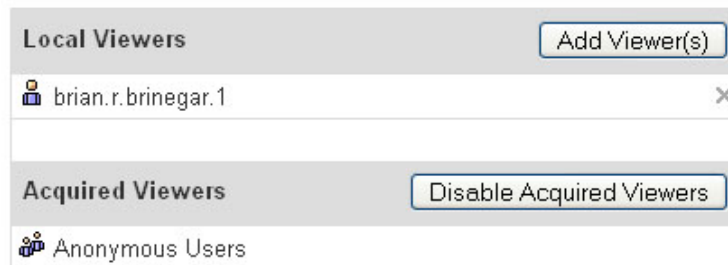 Local Viewers Add Viewer(s)
brian.r.brinegar.1
Acquired Viewers Disable Acquired Viewers
Anonymous Users